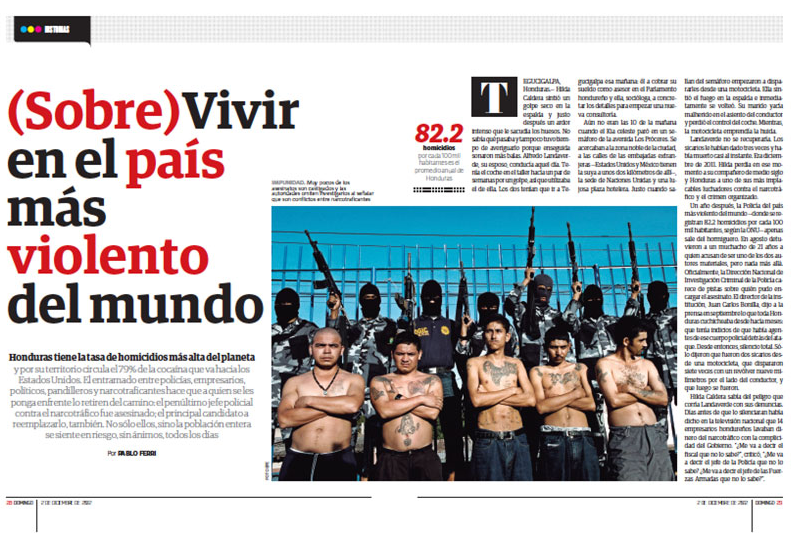 HISTORIAS
(Sobre)Vivir
en el país
más
violento
del mundo
Honduras tiene la tasa de homicidios más alta del planeta
y por su territorio circula el 79% de la cocaína que va hacia los
Estados Unidos. El entramado entre policías, empresarios,
políticos, pandilleros y narcotraficantes hace que a quien se les
ponga enfrente lo retiren del camino: el penúltimo jefe policial
contra el narcotráfico fue asesinado; el principal candidato a
reemplazarlo, también. No sólo ellos, sino la población entera
se siente en riesgo, sin ánimos, todos los días
Por PABLO FERRI
IMPUNIDAD. Muy pocos de los
asesinatos son castigados y las
autoridades omiten investigarlos al señalar
que son conflictos entre narcotraficantes
82.2
homicidios
por cada 100 mil
habitantes es el
promedio anual de
Honduras
TEGUCIGALPA,
Honduras.— Hilda
Caldera sintió un
golpe seco en la
espalda y justo
después un ardor
intenso que le sacudía los huesos. No
sabía qué pasaba y tampoco tuvo tiempo
de averiguarlo porque enseguida
sonaron más balas. Alfredo Landaverde,
su esposo, conducía aquel día. Tenía
el coche en el taller hacía un par de
semanas por un golpe, así que utilizaba
el de ella. Los dos tenían que ir a Te-
gucigalpa esa mañana: él a cobrar su
sueldo como asesor en el Parlamento
hondureño y ella, socióloga, a concretar
los detalles para empezar una nueva
consultoría.
Aún no eran las 10 de la mañana
cuando el Kia celeste paró en un semáforo
de la avenida Los Próceres. Se
acercaban a la zona noble de la ciudad,
a las calles de las embajadas extranjeras
—Estados Unidos y México tienen
la suya a unos dos kilómetros de allí—,
la sede de Naciones Unidas y una lujosa
plaza hotelera. Justo cuando sa-
lían del semáforo empezaron a dispararles
desde una motocicleta. Ella sintió
el fuego en la espalda e inmediatamente
se volteó. Su marido yacía
malherido en el asiento del conductor
y perdió el control del coche. Mientras,
la motocicleta emprendía la huida.
Landaverde no se recuperaría. Los
sicarios le habían dado tres veces y había
muerto casi al instante. Era diciembre
de 2011. Hilda perdía en ese momento
a su compañero de medio siglo
y Honduras a uno de sus más implacables
luchadores contra el narcotráfico
y el crimen organizado.
Un año después, la Policía del país
más violento del mundo —donde se registran
82.2 homicidios por cada 100
mil habitantes, según la ONU— apenas
sale del hormiguero. En agosto detuvieron
a un muchacho de 21 años a
quien acusan de ser uno de los dos autores
materiales, pero nada más allá.
Oficialmente, la Dirección Nacional de
Investigación Criminal de la Policía carece
de pistas sobre quién pudo encargar
el asesinato. El director de la institución,
Juan Carlos Bonilla, dijo a la
prensa en septiembre lo que toda Honduras
cuchicheaba desde hacía meses:
que tenía indicios de que había agentes
de ese cuerpo policial detrás del ataque.
Desde entonces, silencio total. Sólo
dijeron que fueron dos sicarios desde
una motocicleta, que dispararon
siete veces con un revólver nueve milímetros
por el lado del conductor, y
que luego se fueron.
Hilda Caldera sabía del peligro que
corría Landaverde con sus denuncias.
Días antes de que lo silenciaran había
dicho en la televisión nacional que 14
empresarios hondureños lavaban dinero
del narcotráfico con la complicidad
del Gobierno. "¿Me va a decir el
fiscal que no lo sabe?", criticó, "¿Me va
a decir el jefe de la Policía que no lo
sabe? ¿Me va a decir el jefe de las Fuerzas
Armadas que no lo sabe?".
28 DOMINGO 2 DE DICIEMBRE DE 2012
2 DE DICIEMBRE DE 2012 DOMINGO 29